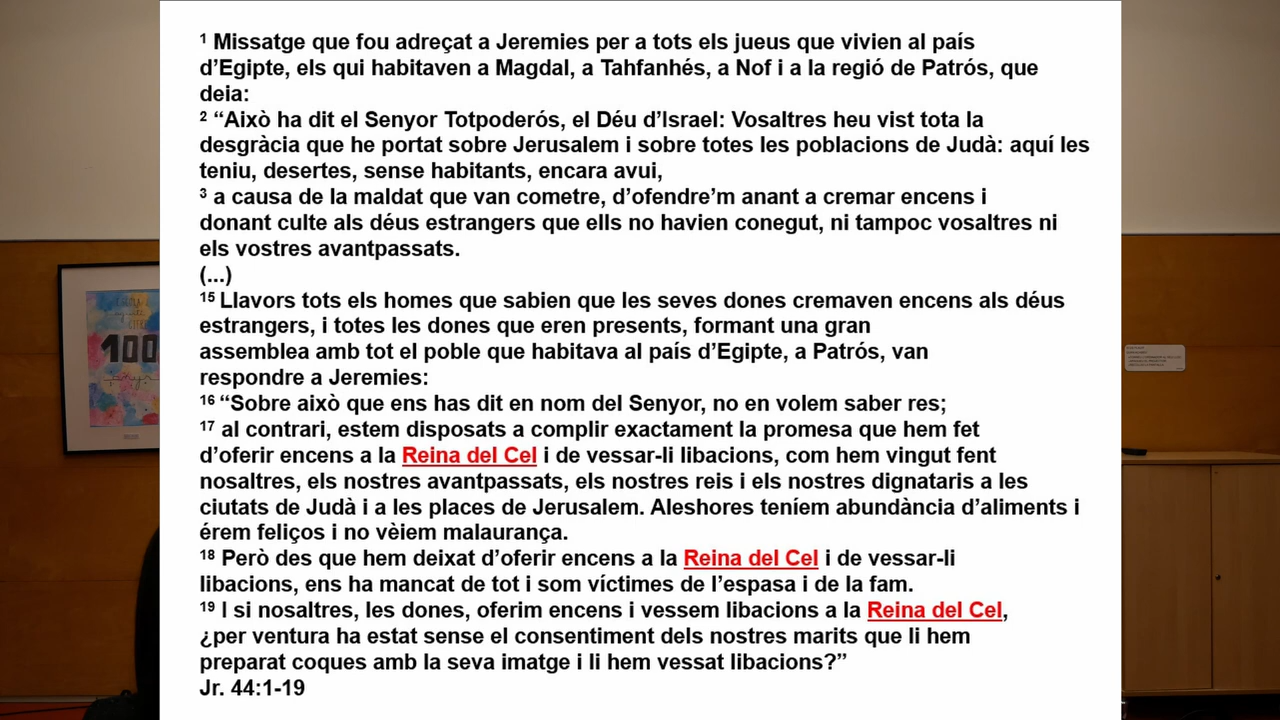 ¹ Missatge que fou adreçat a Jeremies per a tots els jueus que vivien al país
d’Egipte, els qui habitaven a Magdal, a Tahfanhés, a Nof i a la regió de Patrós, que
deia:
² “Això ha dit el Senyor Totpoderós, el Déu d’Israel: Vosaltres heu vist tota la
desgràcia que he portat sobre Jerusalem i sobre totes les poblacions de Judà: aquí les
teniu, desertes, sense habitants, encara avui,
³ a causa de la maldat que van cometre, d’ofendre’m anant a cremar encens i
donant culte als déus estrangers que ells no havien conegut, ni tampoc vosaltres ni
els vostres avantpassats.
(...)
¹⁵ Llavors tots els homes que sabien que les seves dones cremaven encens als déus
estrangers, i totes les dones que eren presents, formant una gran
assemblea amb tot el poble que habitava al país d’Egipte, a Patrós, van
respondre a Jeremies:
¹⁶ “Sobre això que ens has dit en nom del Senyor, no en volem saber res;
¹⁷ al contrari, estem disposats a complir exactament la promesa que hem fet
d’oferir encens a la Reina del Cel i de vessar-li libacions, com hem vingut fent
nosaltres, els nostres avantpassats, els nostres reis i els nostres dignataris a les
ciutats de Judà i a les places de Jerusalem. Aleshores teníem abundància d’aliments i
érem feliços i no vèiem malaurança.
¹⁸ Però des que hem deixat d’oferir encens a la Reina del Cel i de vessar-li
libacions, ens ha mancat de tot i som víctimes de l’espasa i de la fam.
¹⁹ I si nosaltres, les dones, oferim encens i vessem libacions a la Reina del Cel,
¿per ventura ha estat sense el consentiment dels nostres marits que li hem
preparat coques amb la seva imatge i li hem vessat libacions?”
Jr. 44:1-19
100